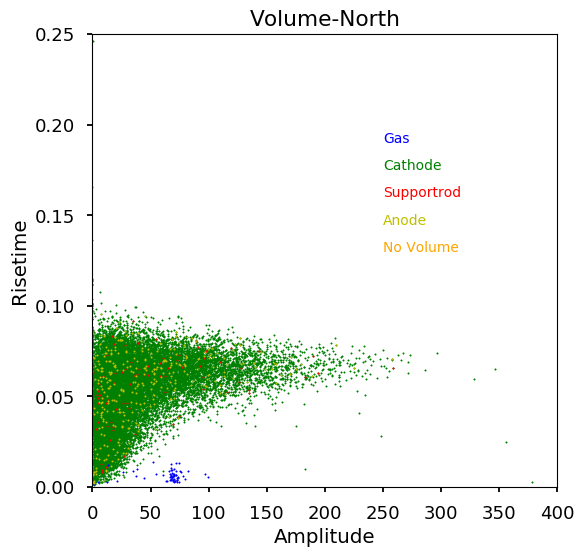 Volume-North
0.25
0.20
0.15
0.10
0.05
0.00
Risetime
Gas
Cathode
Supportrod
Anode
No Volume
0 50 100 150 200 250 300 350 400
Amplitude